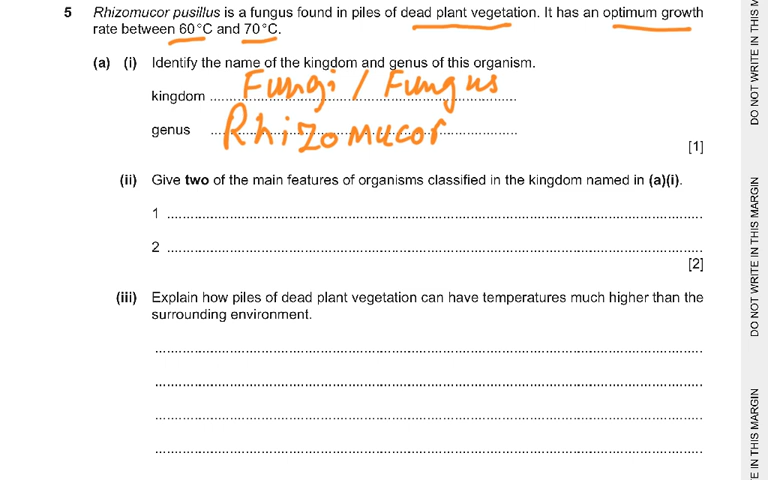 5 Rhizomucor pusillus is a fungus found in piles of dead plant vegetation. It has an optimum growth
rate between 60 °C and 70 °C.
(a) (i) Identify the name of the kingdom and genus of this organism.
kingdom Fungi / Fungus
genus Rhizomucor
[1]
(ii) Give two of the main features of organisms classified in the kingdom named in (a)(i).
1
2
[2]
(iii) Explain how piles of dead plant vegetation can have temperatures much higher than the
surrounding environment.
DO NOT WRITE IN THIS M
DO NOT WRITE IN THIS MARGIN
E IN THIS MARGIN